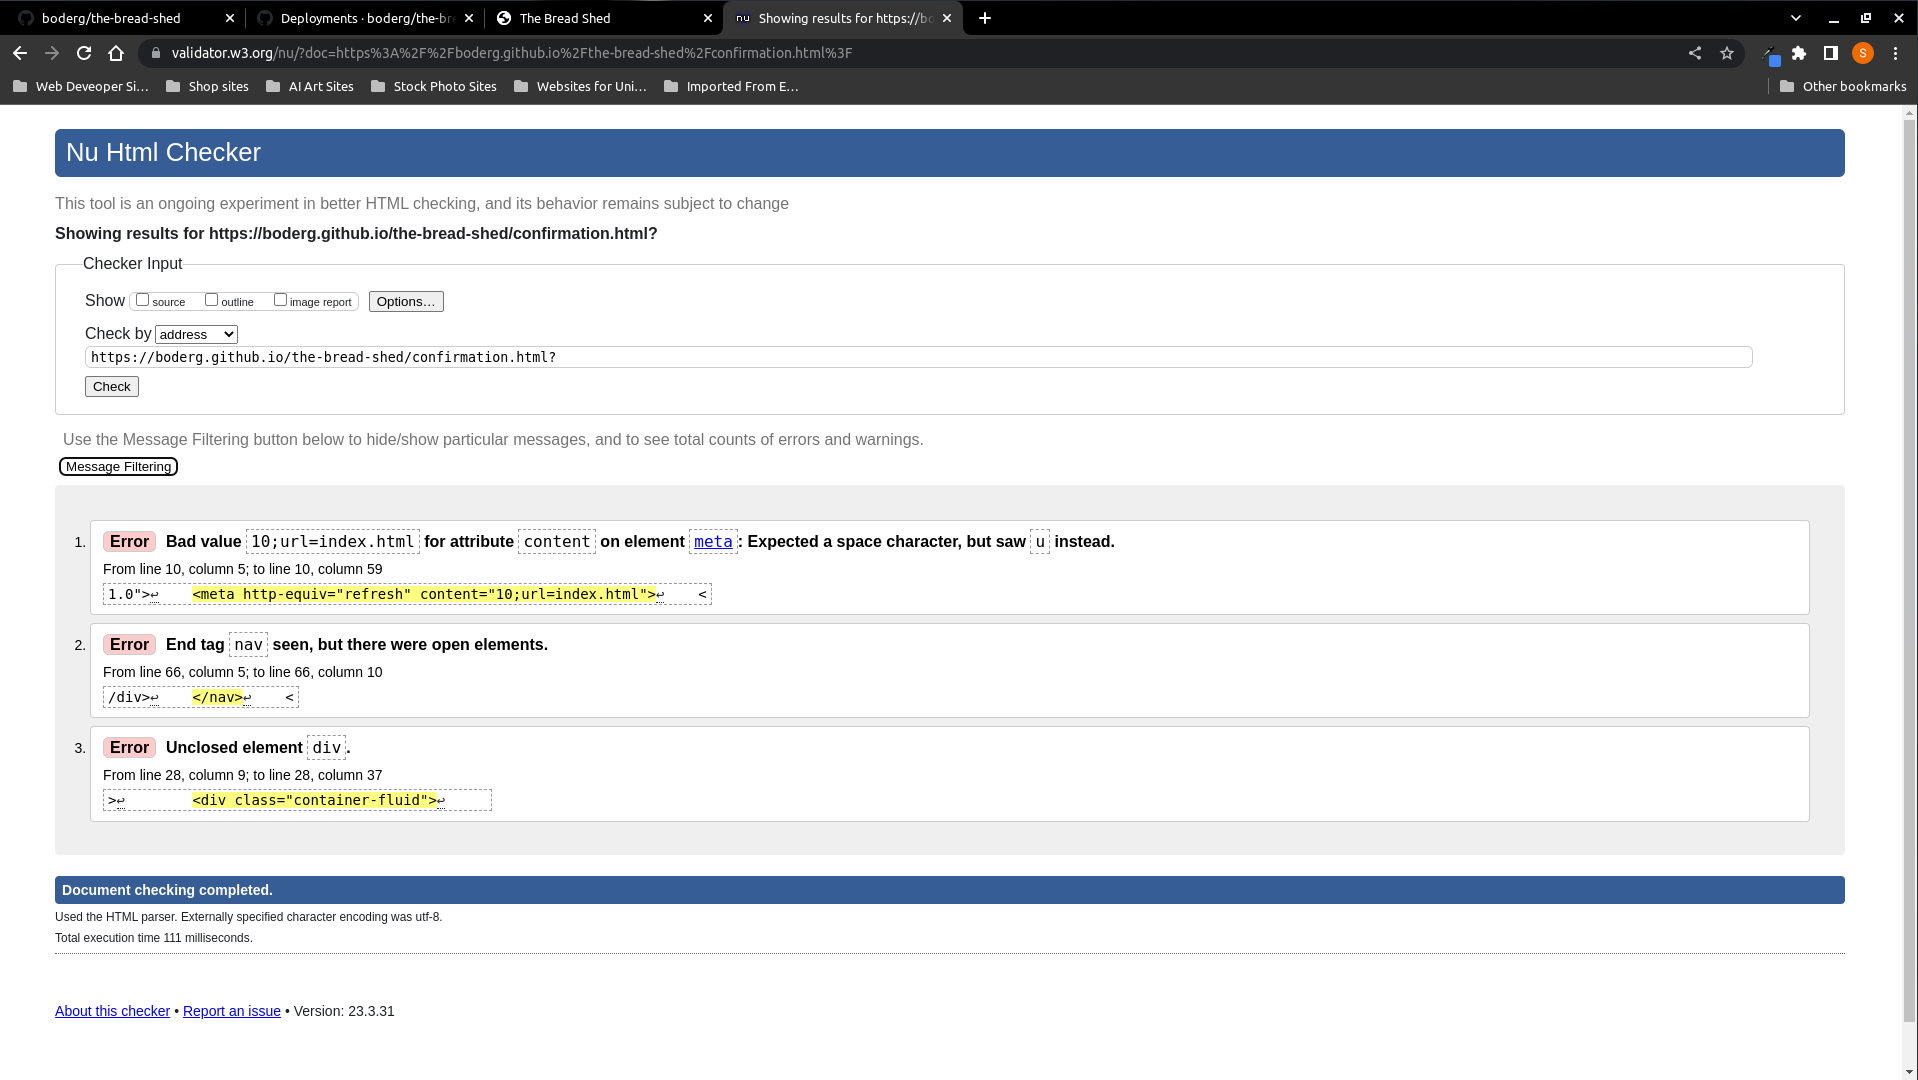 boderg/the-bread-shed
Deployments · boderg/the-br
The Bread Shed
nu Showing results for https://bo
validator.w3.org/nu/?doc=https%3A%2F%2Fboderg.github.io%2Fthe-bread-shed%2Fconfirmation.html%3F
S
Web Deveoper Si...
Shop sites
AI Art Sites
Stock Photo Sites
Websites for Uni...
Imported From E...
Other bookmarks
Nu Html Checker
This tool is an ongoing experiment in better HTML checking, and its behavior remains subject to change
Showing results for https://boderg.github.io/the-bread-shed/confirmation.html?
Checker Input
Show source outline image report Options...
Check by address
https://boderg.github.io/the-bread-shed/confirmation.html?
Check
Use the Message Filtering button below to hide/show particular messages, and to see total counts of errors and warnings.
Message Filtering
1. Error Bad value 10;url=index.html for attribute content on element meta: Expected a space character, but saw u instead.
From line 10, column 5; to line 10, column 59
1.0">↩ <meta http-equiv="refresh" content="10;url=index.html">↩ <
2. Error End tag nav seen, but there were open elements.
From line 66, column 5; to line 66, column 10
/div>↩ </nav>↩ <
3. Error Unclosed element div.
From line 28, column 9; to line 28, column 37
>↩ <div class="container-fluid">↩
Document checking completed.
Used the HTML parser. Externally specified character encoding was utf-8.
Total execution time 111 milliseconds.
About this checker • Report an issue • Version: 23.3.31